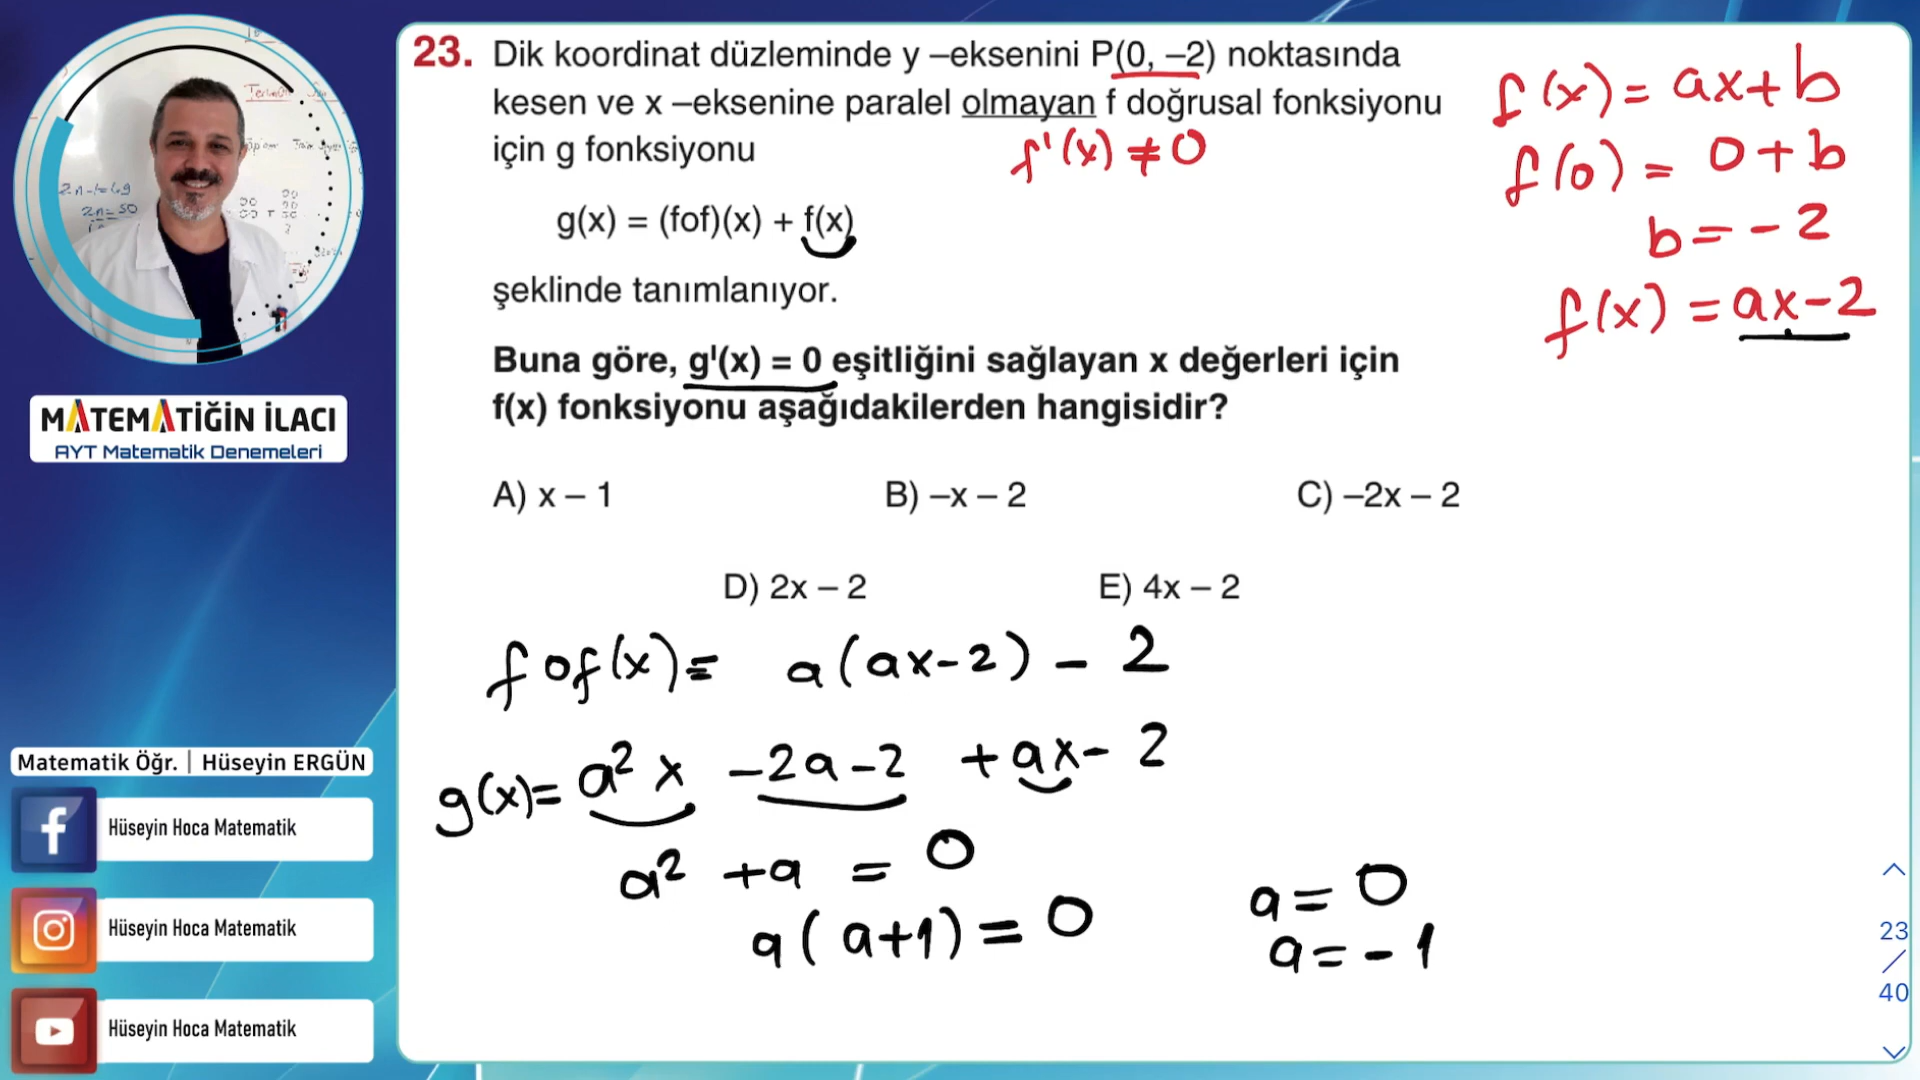 23. Dik koordinat düzleminde y –eksenini P(0, –2) noktasında
kesen ve x –eksenine paralel olmayan f doğrusal fonksiyonu
için g fonksiyonu
f'(x) ≠ 0
g(x) = (fof)(x) + f(x)
şeklinde tanımlanıyor.
Buna göre, g'(x) = 0 eşitliğini sağlayan x değerleri için
f(x) fonksiyonu aşağıdakilerden hangisidir?
A) x – 1
B) –x – 2
C) –2x – 2
D) 2x – 2
E) 4x – 2
f(x) = ax+b
f(0) = 0+b
b = -2
f(x) = ax-2
fof(x) = a(ax-2) - 2
g(x) = a² x -2a-2 +ax- 2
a² +a = 0
a(a+1) = 0
a = 0
a = -1
MATEMATİĞİN İLACI
AYT Matematik Denemeleri
Matematik Öğr. | Hüseyin ERGÜN
Hüseyin Hoca Matematik
Hüseyin Hoca Matematik
Hüseyin Hoca Matematik
23
/
40